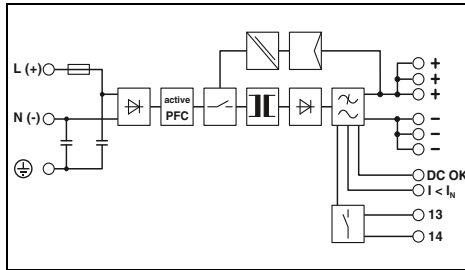 L (+)
N (-)
active
PFC
+
+
+
–
–
–
DC OK
I < IN
13
14